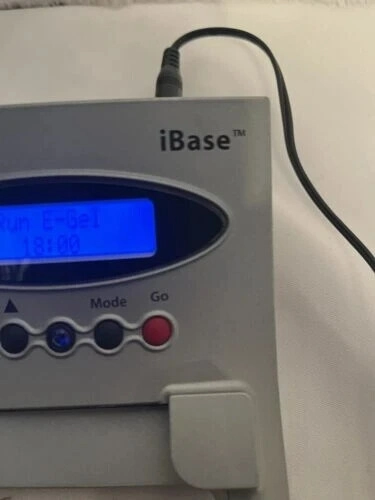 iBase™
Run E-Gel
18:00
Mode Go